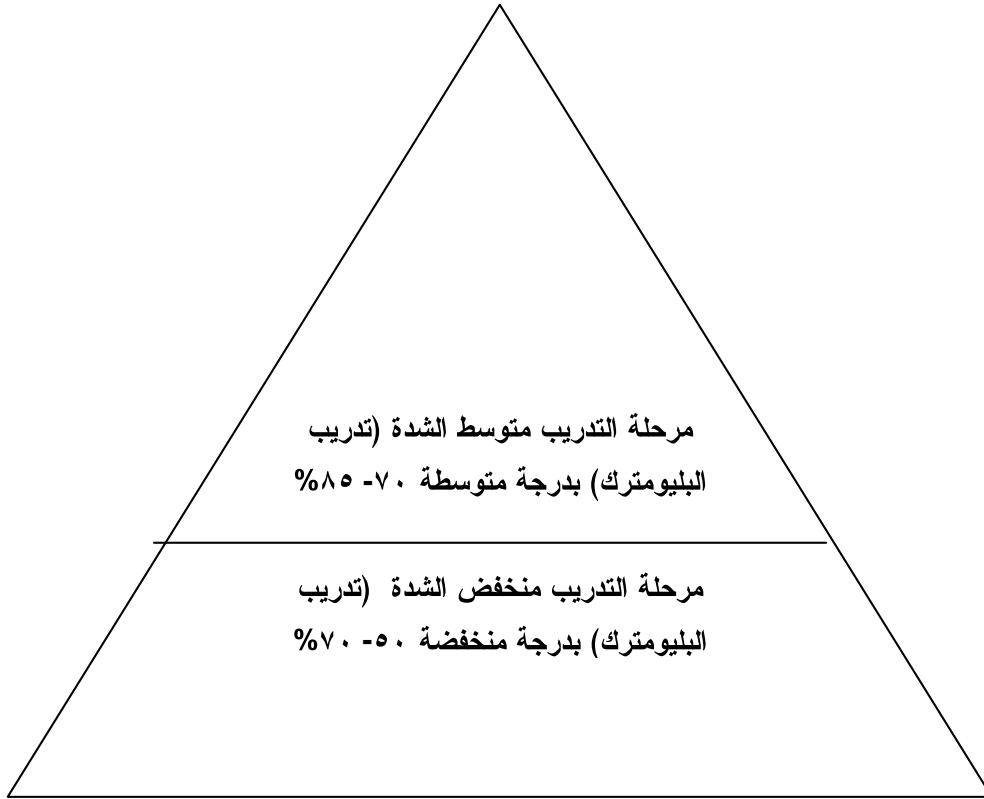 مرحلة التدريب متوسط الشدة (تدريب
البليومترك) بدرجة متوسطة ٧٠- ٨٥%
مرحلة التدريب منخفض الشدة (تدريب
البليومترك) بدرجة منخفضة ٥٠- ٧٠%